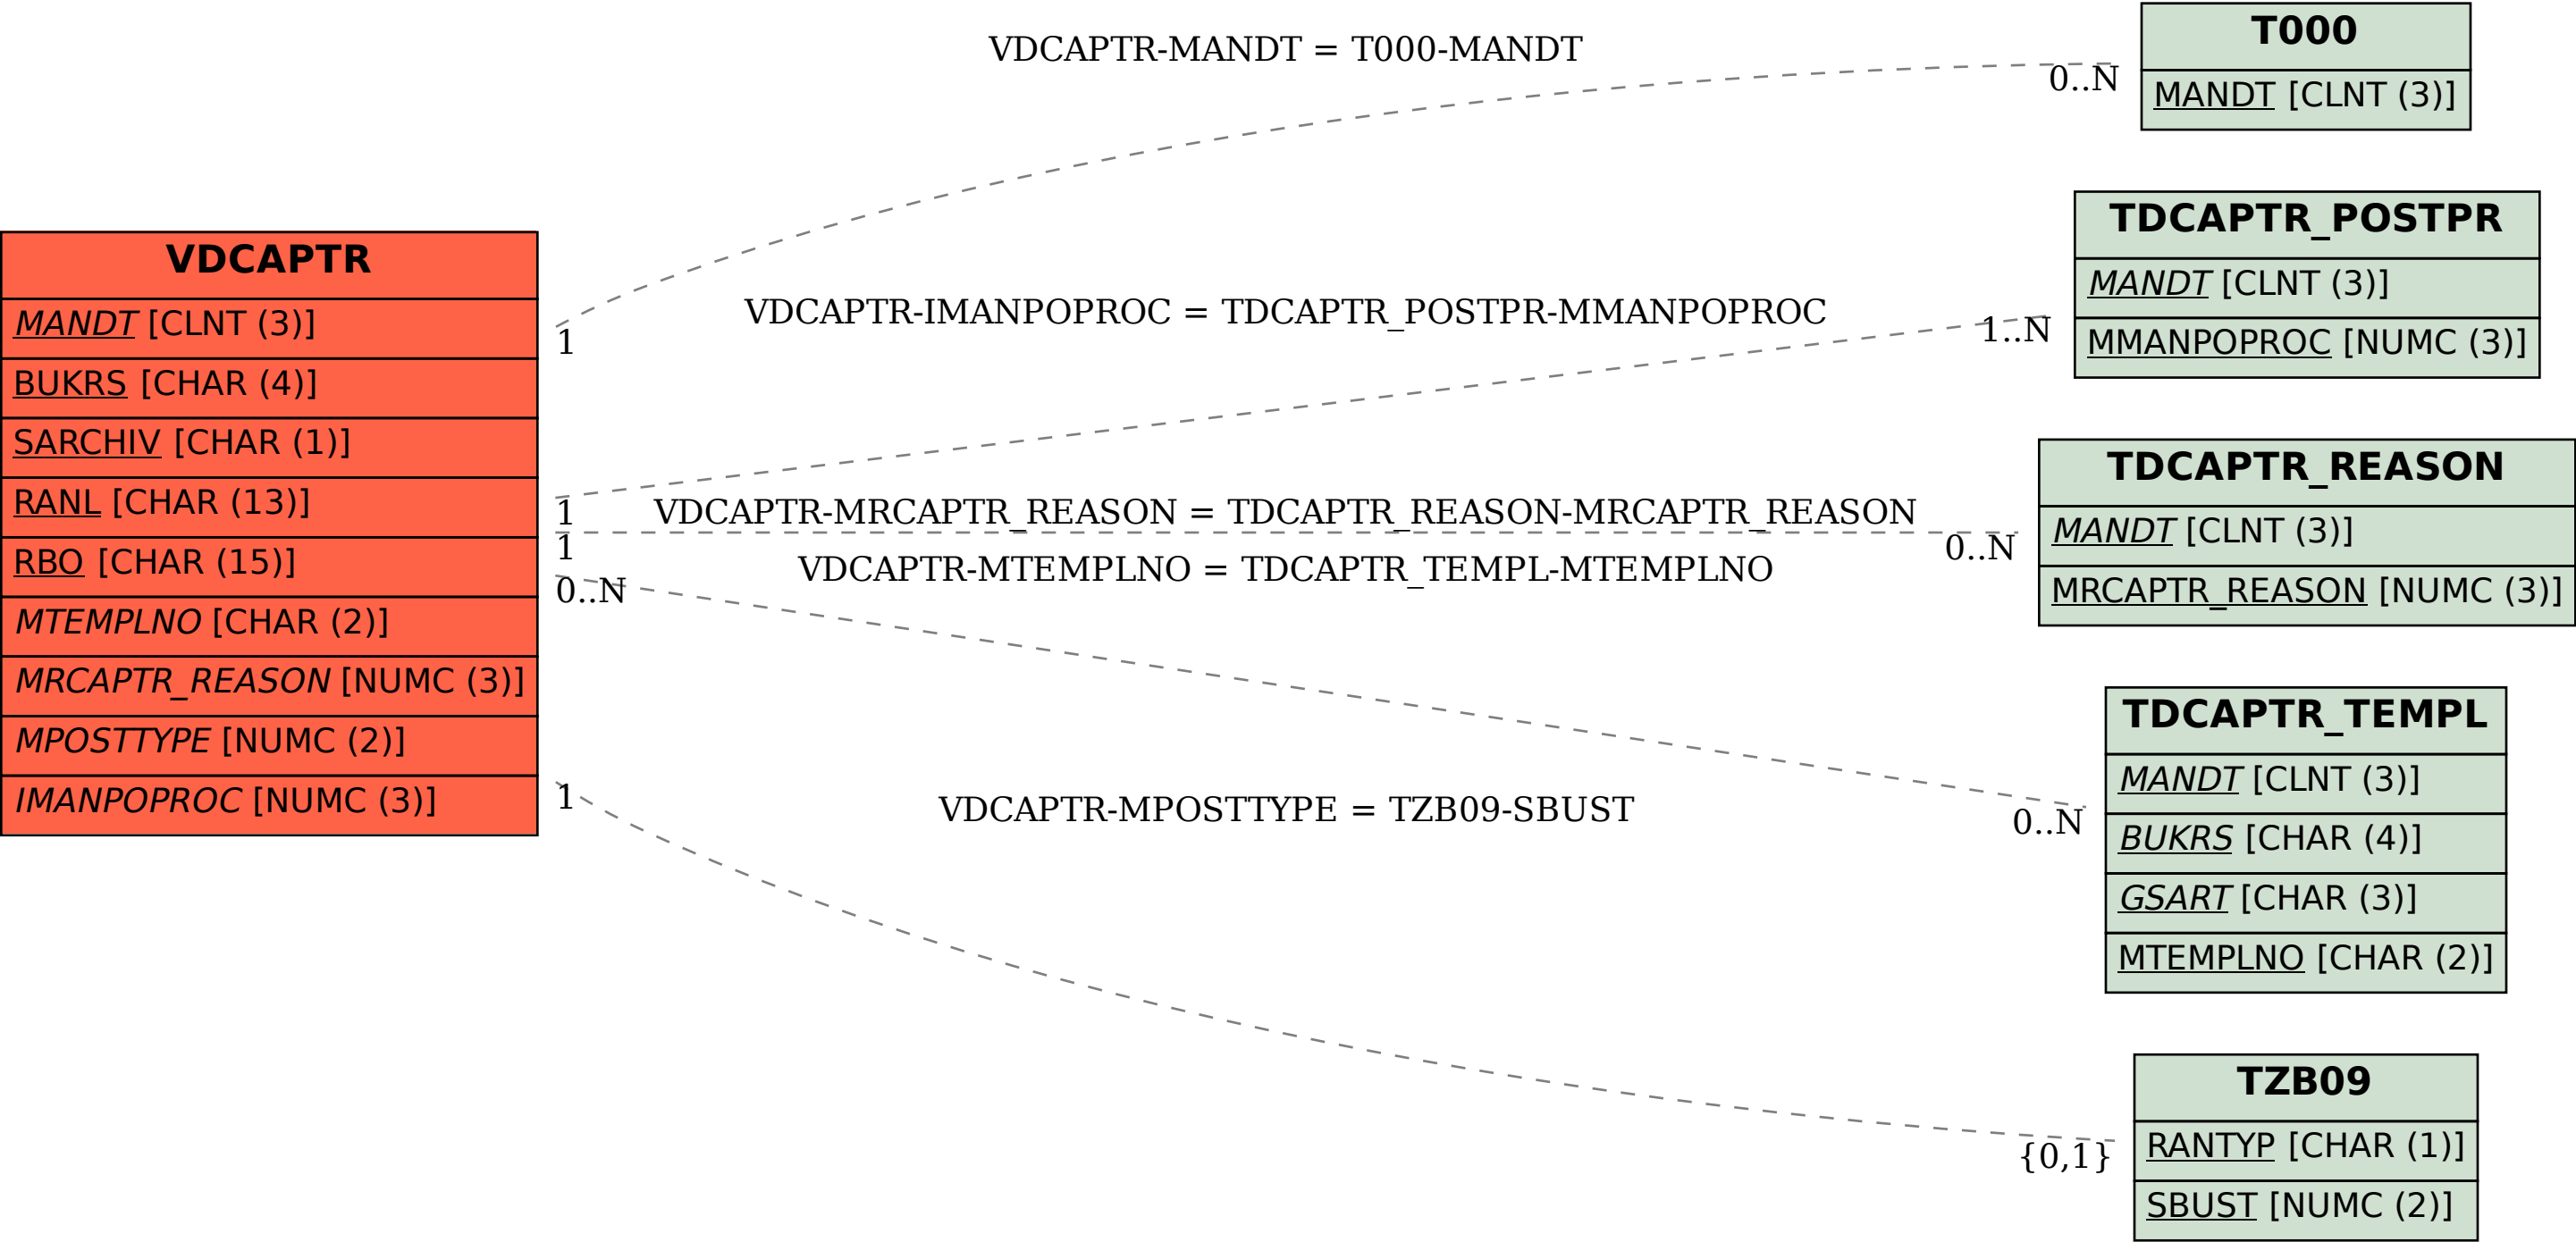 VDCAPTR
MANDT [CLNT (3)]
BUKRS [CHAR (4)]
SARCHIV [CHAR (1)]
RANL [CHAR (13)]
RBO [CHAR (15)]
MTEMPLNO [CHAR (2)]
MRCAPTR_REASON [NUMC (3)]
MPOSTTYPE [NUMC (2)]
IMANPOPROC [NUMC (3)]
VDCAPTR-MANDT = T000-MANDT
0..N
1
VDCAPTR-IMANPOPROC = TDCAPTR_POSTPR-MMANPOPROC
1..N
1
VDCAPTR-MRCAPTR_REASON = TDCAPTR_REASON-MRCAPTR_REASON
1
0..N
VDCAPTR-MTEMPLNO = TDCAPTR_TEMPL-MTEMPLNO
0..N
0..N
VDCAPTR-MPOSTTYPE = TZB09-SBUST
1
{0,1}
T000
MANDT [CLNT (3)]
TDCAPTR_POSTPR
MANDT [CLNT (3)]
MMANPOPROC [NUMC (3)]
TDCAPTR_REASON
MANDT [CLNT (3)]
MRCAPTR_REASON [NUMC (3)]
TDCAPTR_TEMPL
MANDT [CLNT (3)]
BUKRS [CHAR (4)]
GSART [CHAR (3)]
MTEMPLNO [CHAR (2)]
TZB09
RANTYP [CHAR (1)]
SBUST [NUMC (2)]